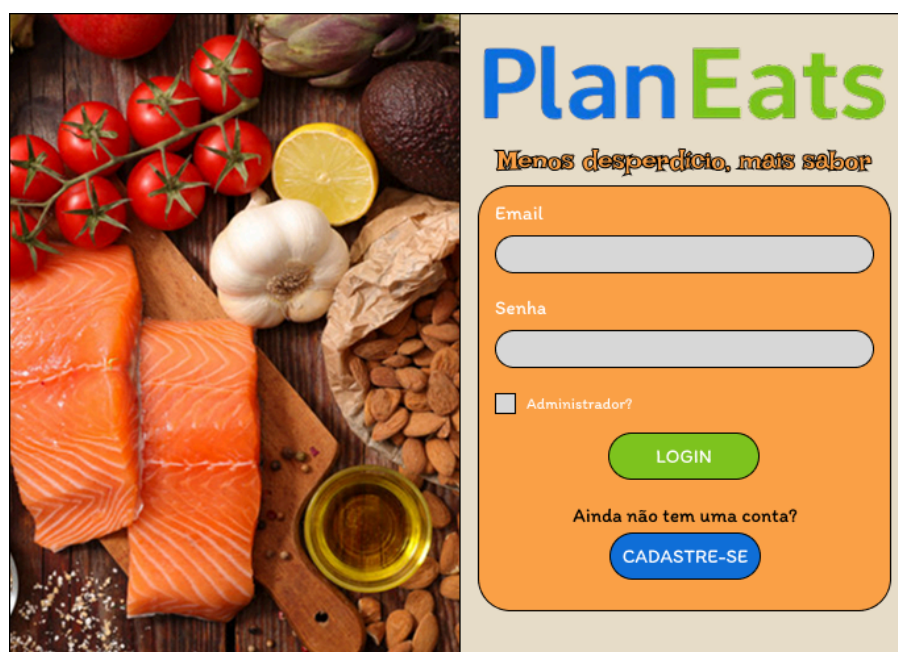 PlanEats
Menos desperdício, mais sabor
Email
Senha
Administrador?
LOGIN
Ainda não tem uma conta?
CADASTRE-SE